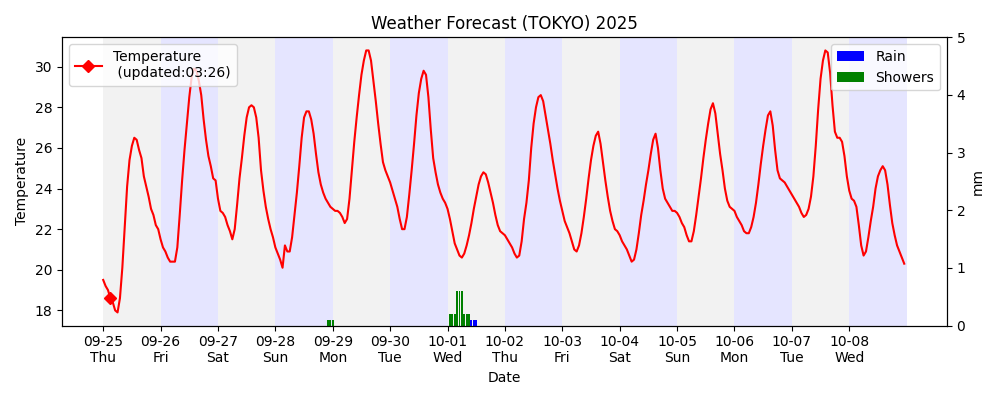 Weather Forecast (TOKYO) 2025
Temperature
(updated:03:26)
Rain
Showers
Temperature
30
28
26
24
22
20
18
5
4
3
2
1
0
mm
09-25 09-26 09-27 09-28 09-29 09-30 10-01 10-02 10-03 10-04 10-05 10-06 10-07 10-08
Thu Fri Sat Sun Mon Tue Wed Thu Fri Sat Sun Mon Tue Wed
Date